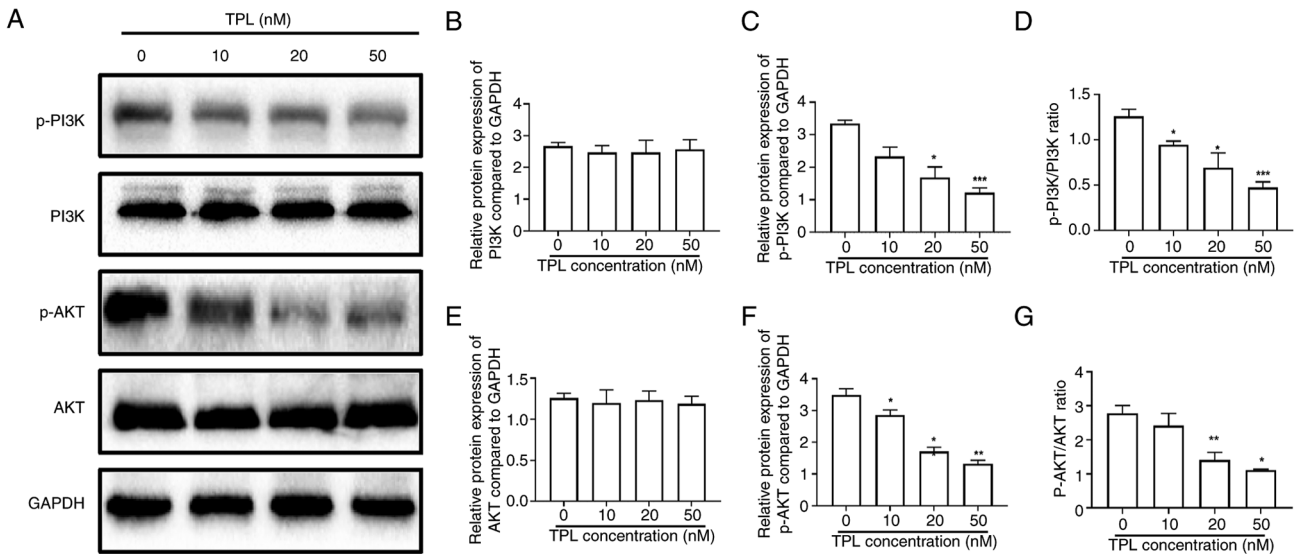 A
TPL (nM)
0 10 20 50
p-PI3K
PI3K
p-AKT
AKT
GAPDH
B
Relative protein expression of
PI3K compared to GAPDH
4
3
2
1
0
0 10 20 50
TPL concentration (nM)
C
Relative protein expression of
p-PI3K compared to GAPDH
4
3
2
1
0
*
***
0 10 20 50
TPL concentration (nM)
D
p-PI3K/PI3K ratio
1.5
1.0
0.5
0.0
*
*
***
0 10 20 50
TPL concentration (nM)
E
Relative protein expression of
AKT compared to GAPDH
1.5
1.0
0.5
0.0
0 10 20 50
TPL concentration (nM)
F
Relative protein expression of
p-AKT compared to GAPDH
4
3
2
1
0
*
*
*
**
0 10 20 50
TPL concentration (nM)
G
P-AKT/AKT ratio
4
3
2
1
0
**
*
0 10 20 50
TPL concentration (nM)